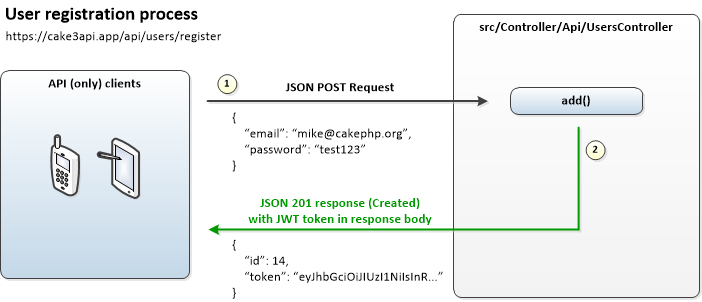 User registration process
https://cake3api.app/api/users/register
src/Controller/Api/UsersController
API (only) clients
1
JSON POST Request
add()
{
"email": "mike@cakephp.org",
"password": "test123"
}
2
JSON 201 response (Created)
with JWT token in response body
{
"id": 14,
"token": "eyJhbGciOiJIUzI1NiIsInR..."
}